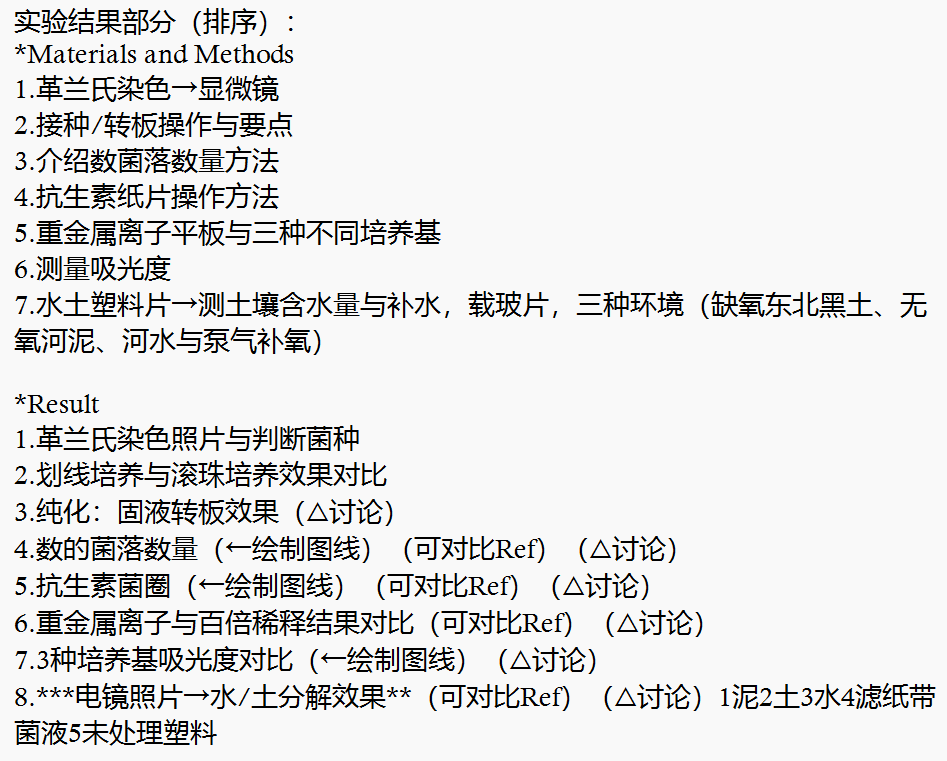 实验结果部分（排序）:
*Materials and Methods
1.革兰氏染色→显微镜
2.接种/转板操作与要点
3.介绍数菌落数量方法
4.抗生素纸片操作方法
5.重金属离子平板与三种不同培养基
6.测量吸光度
7.水土塑料片→测土壤含水量与补水，载玻片，三种环境（缺氧东北黑土、无
氧河泥、河水与泵气补氧）
*Result
1.革兰氏染色照片与判断菌种
2.划线培养与滚珠培养效果对比
3.纯化：固液转板效果（△讨论）
4.数的菌落数量（←绘制图线）（可对比Ref）（△讨论）
5.抗生素菌圈（←绘制图线）（可对比Ref）（△讨论）
6.重金属离子与百倍稀释结果对比（可对比Ref）（△讨论）
7.3种培养基吸光度对比（←绘制图线）（△讨论）
8.***电镜照片→水/土分解效果**（可对比Ref）（△讨论）1泥2土3水4滤纸带
菌液5未处理塑料